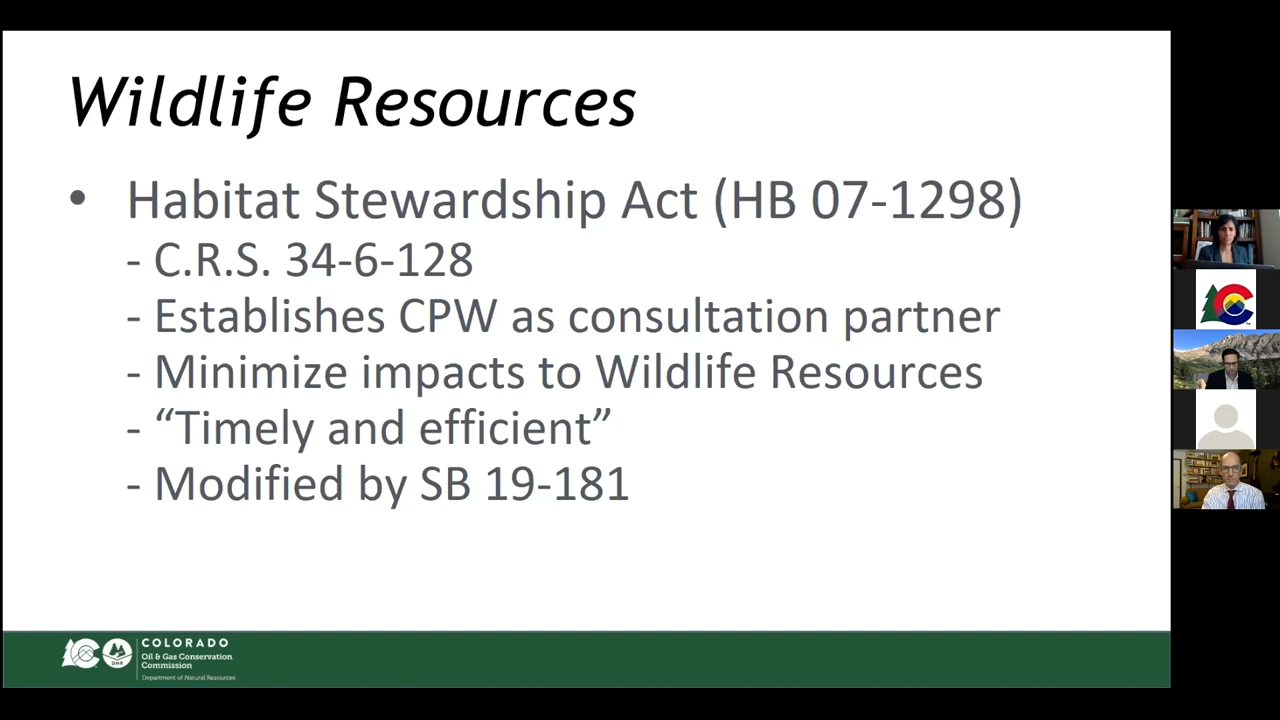 Wildlife Resources
• Habitat Stewardship Act (HB 07-1298)
- C.R.S. 34-6-128
- Establishes CPW as consultation partner
- Minimize impacts to Wildlife Resources
- “Timely and efficient”
- Modified by SB 19-181
COLORADO
Oil & Gas Conservation
Commission
Department of Natural Resources
DNR